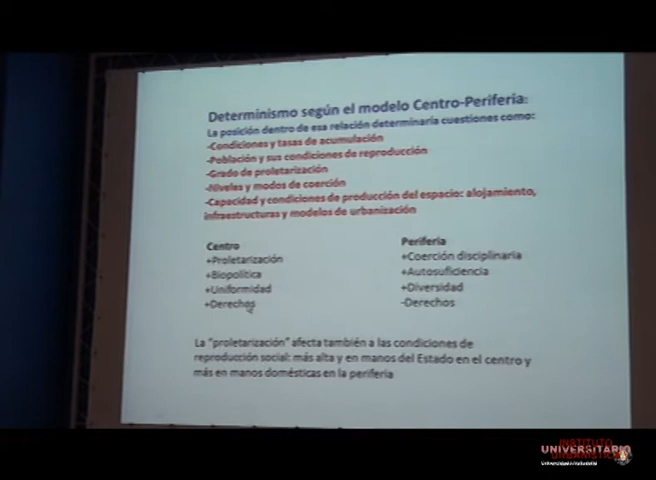 Determinismo según el modelo Centro-Periferia:
La posición dentro de esa relación determinaría cuestiones como:
-Condiciones y tasas de acumulación
-Población y sus condiciones de reproducción
-Grado de proletarización
-Niveles y modos de coerción
-Capacidad y condiciones de producción del espacio: alojamiento,
infraestructuras y modelos de urbanización
Centro
+Proletarización
+Biopolítica
+Uniformidad
+Derechos
Periferia
+Coerción disciplinaria
+Autosuficiencia
+Diversidad
-Derechos
La "proletarización" afecta también a las condiciones de
reproducción social: más alta y en manos del Estado en el centro y
más en manos domésticas en la periferia
INSTITUTO
UNIVERSITARIO
URBANÍSTICA
Universidad de Valladolid